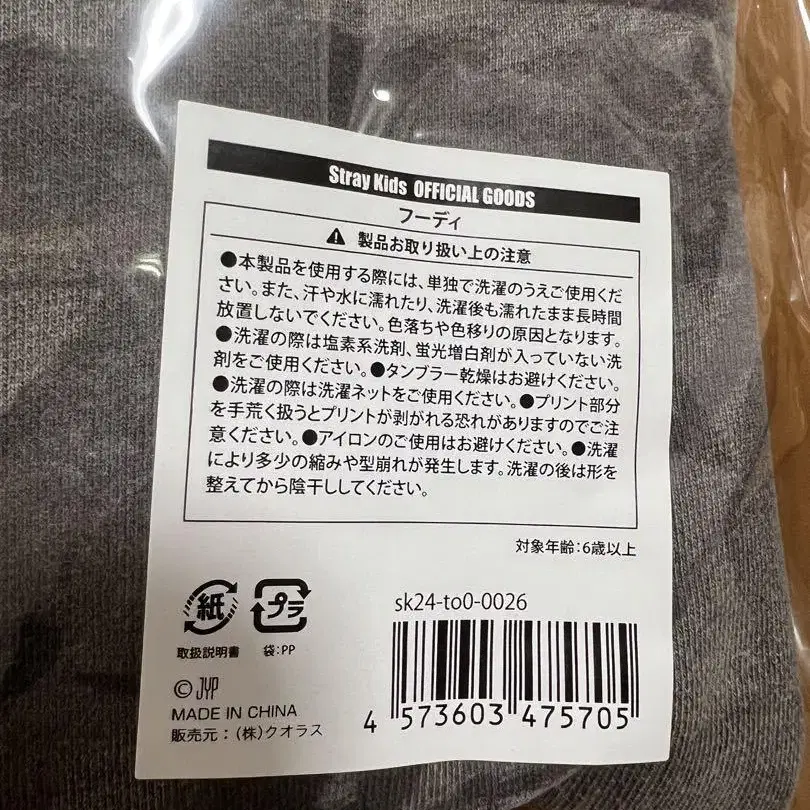 Stray Kids OFFICIAL GOODS
フーディ
⚠ 製品お取り扱い上の注意
●本製品を使用する際には、単独で洗濯のうえご使用くだ
さい。また、汗や水に濡れたり、洗濯後も濡れたまま長時間
放置しないでください。色落ちや色移りの原因となります。
●洗濯の際は塩素系洗剤、蛍光増白剤が入っていない洗
剤をご使用ください。●タンブラー乾燥はお避けください。
●洗濯の際は洗濯ネットをご使用ください。●プリント部分
を手荒く扱うとプリントが剥がれる恐れがありますのでご注
意ください。●アイロンのご使用はお避けください。●洗濯
により多少の縮みや型崩れが発生します。洗濯の後は形を
整えてから陰干ししてください。
対象年齢:6歳以上
紙
プラ
取扱説明書
袋:PP
sk24-to0-0026
© JYP
MADE IN CHINA
販売元：(株)クオラス
4 573603 475705